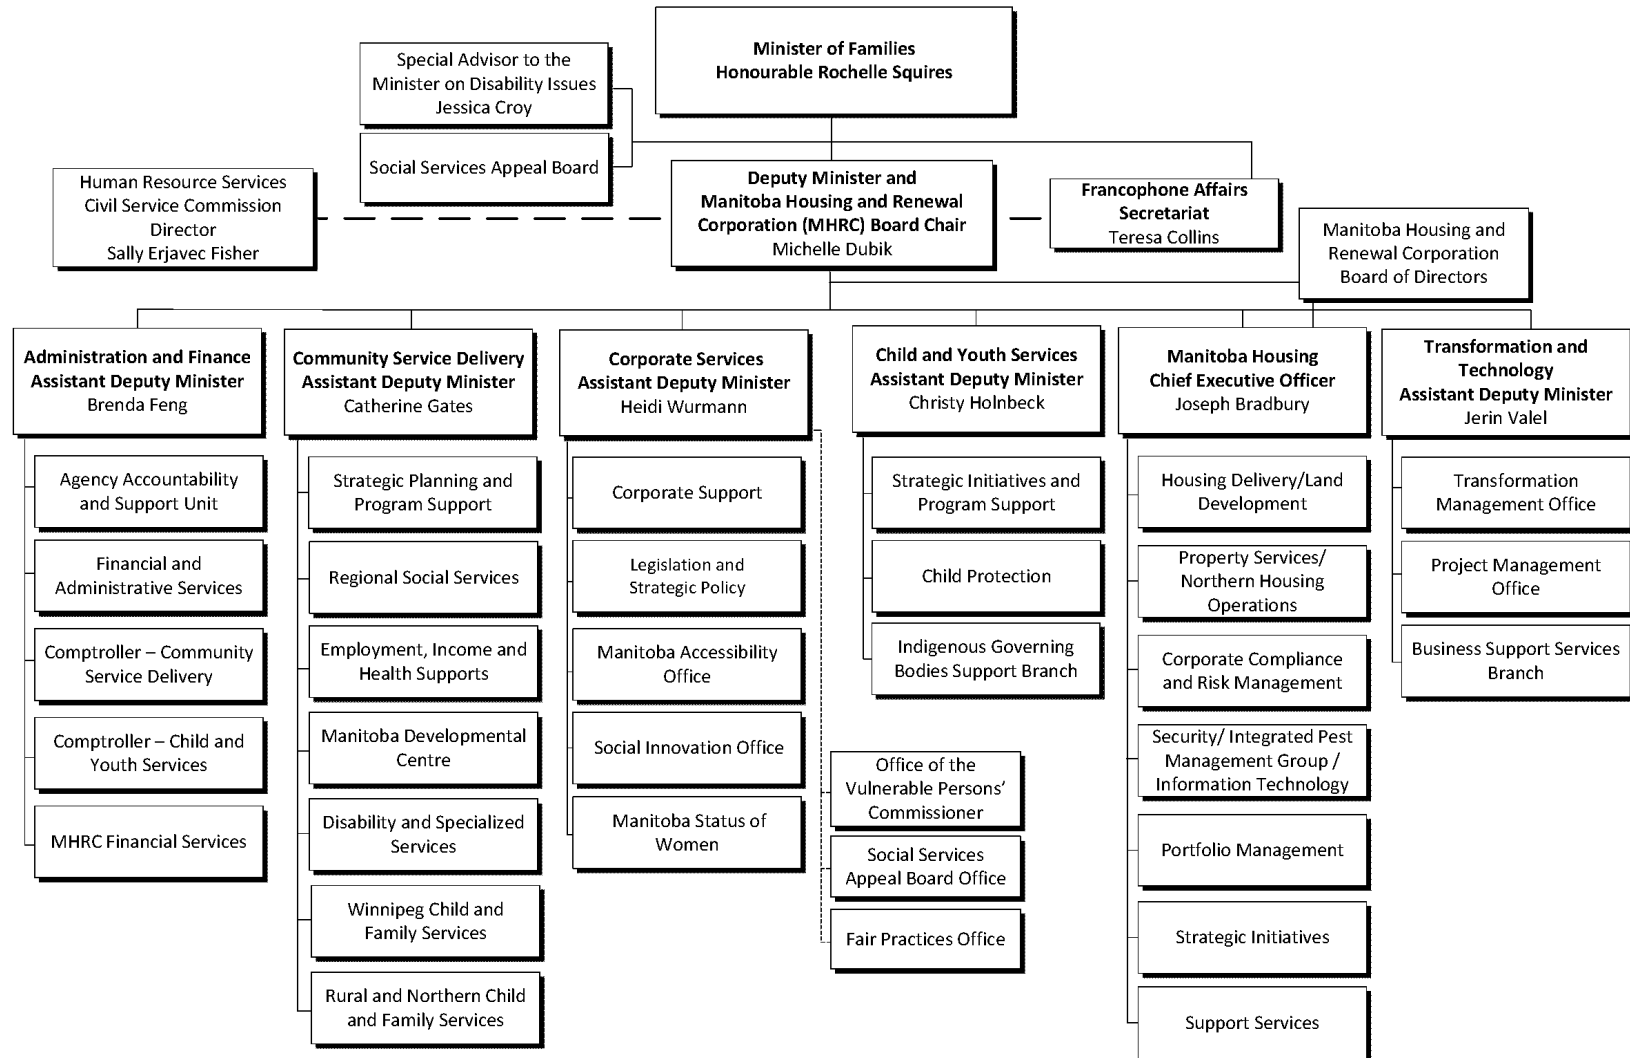 Minister of Families
Honourable Rochelle Squires
Special Advisor to the
Minister on Disability Issues
Jessica Croy
Social Services Appeal Board
Human Resource Services
Civil Service Commission
Director
Sally Erjavec Fisher
Deputy Minister and
Manitoba Housing and Renewal
Corporation (MHRC) Board Chair
Michelle Dubik
Francophone Affairs
Secretariat
Teresa Collins
Manitoba Housing and
Renewal Corporation
Board of Directors
Administration and Finance
Assistant Deputy Minister
Brenda Feng
Agency Accountability
and Support Unit
Financial and
Administrative Services
Comptroller – Community
Service Delivery
Comptroller – Child and
Youth Services
MHRC Financial Services
Community Service Delivery
Assistant Deputy Minister
Catherine Gates
Strategic Planning and
Program Support
Regional Social Services
Employment, Income and
Health Supports
Manitoba Developmental
Centre
Disability and Specialized
Services
Winnipeg Child and
Family Services
Rural and Northern Child
and Family Services
Corporate Services
Assistant Deputy Minister
Heidi Wurmann
Corporate Support
Legislation and
Strategic Policy
Manitoba Accessibility
Office
Social Innovation Office
Manitoba Status of
Women
Office of the
Vulnerable Persons’
Commissioner
Social Services
Appeal Board Office
Fair Practices Office
Child and Youth Services
Assistant Deputy Minister
Christy Holnbeck
Strategic Initiatives and
Program Support
Child Protection
Indigenous Governing
Bodies Support Branch
Manitoba Housing
Chief Executive Officer
Joseph Bradbury
Housing Delivery/Land
Development
Property Services/
Northern Housing
Operations
Corporate Compliance
and Risk Management
Security/ Integrated Pest
Management Group /
Information Technology
Portfolio Management
Strategic Initiatives
Support Services
Transformation and
Technology
Assistant Deputy Minister
Jerin Valel
Transformation
Management Office
Project Management
Office
Business Support Services
Branch